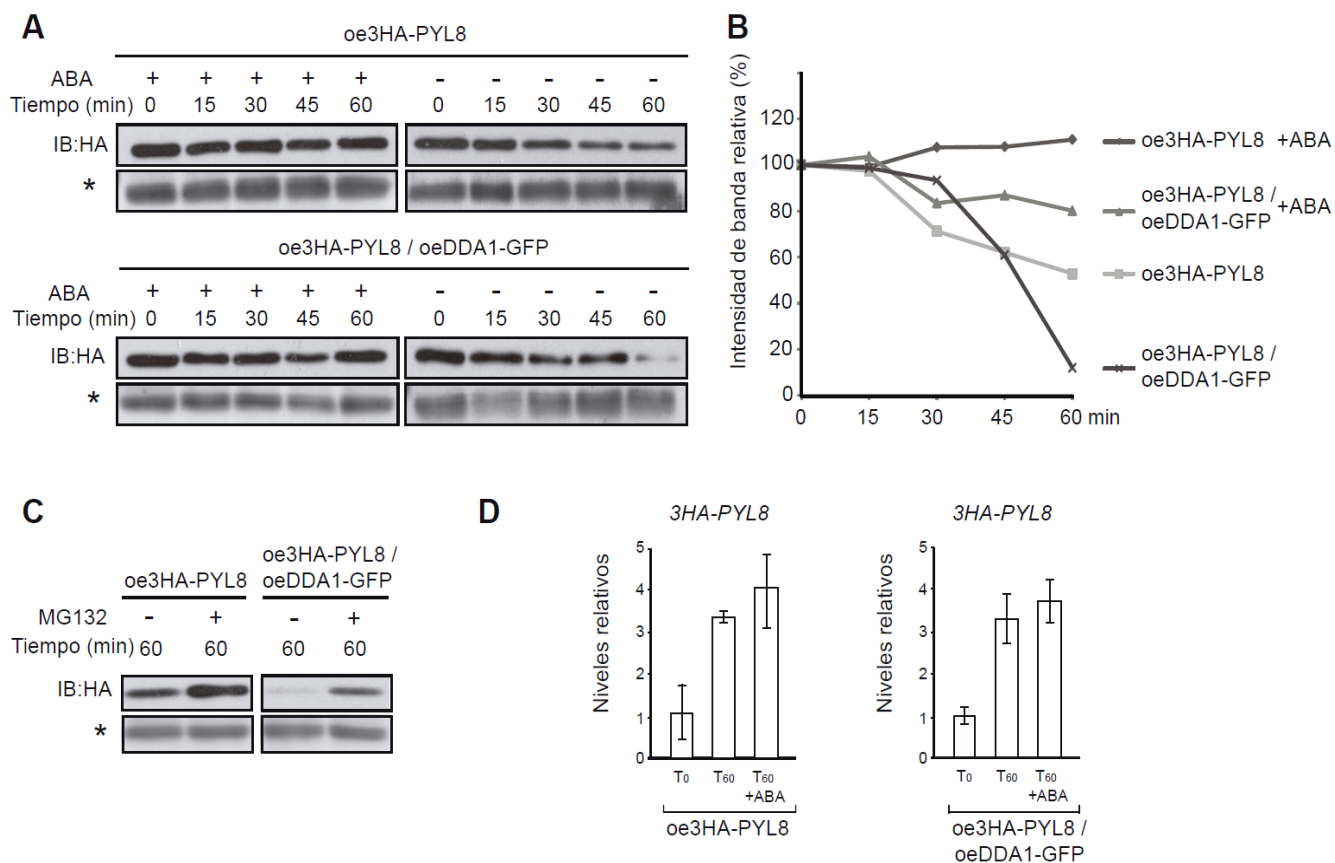 A
oe3HA-PYL8
ABA + + + + + - - - - -
Tiempo (min) 0 15 30 45 60 0 15 30 45 60
IB:HA
*
oe3HA-PYL8 / oeDDA1-GFP
ABA + + + + + - - - - -
Tiempo (min) 0 15 30 45 60 0 15 30 45 60
IB:HA
*
B
Intensidad de banda relativa (%)
120
100
80
60
40
20
0
0 15 30 45 60 min
oe3HA-PYL8 +ABA
oe3HA-PYL8 / +ABA
oeDDA1-GFP
oe3HA-PYL8
oe3HA-PYL8 /
oeDDA1-GFP
C
oe3HA-PYL8
oe3HA-PYL8 /
oeDDA1-GFP
MG132 - + - +
Tiempo (min) 60 60 60 60
IB:HA
*
D
3HA-PYL8
Niveles relativos
5
4
3
2
1
0
T0 T60 T60
+ABA
oe3HA-PYL8
3HA-PYL8
Niveles relativos
5
4
3
2
1
0
T0 T60 T60
+ABA
oe3HA-PYL8 /
oeDDA1-GFP